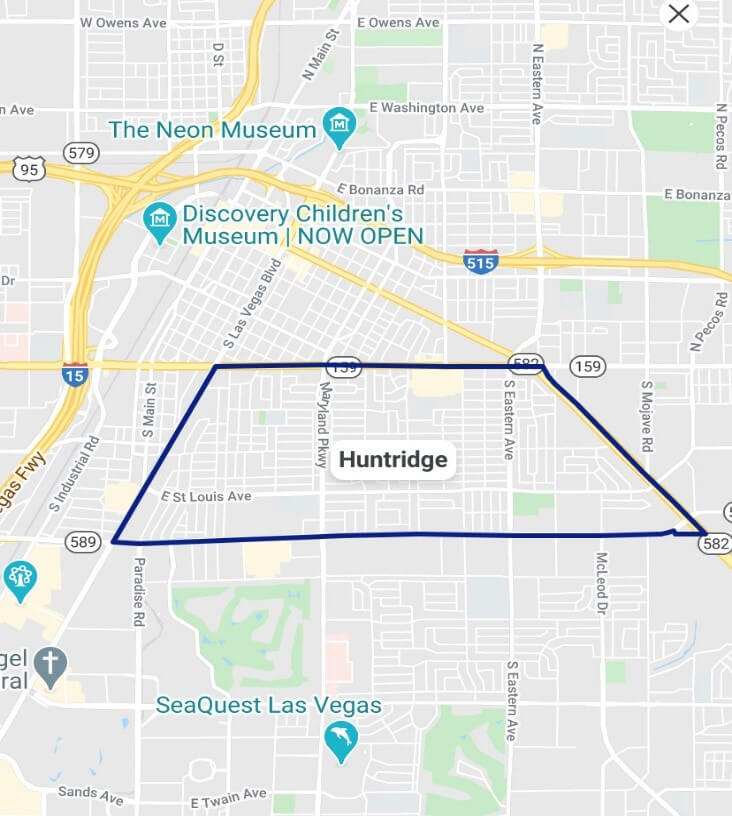 W Owens Ave
E Owens Ave
D St
N Main St
N Eastern Ave
n Ave
E Washington Ave
N Pecos Rd
The Neon Museum
579
95
E Bonanza Rd
E Bonanza
Discovery Children's
Museum | NOW OPEN
515
Dr
S Las Vegas Blvd
N Pecos Rd
15
159
582
159
S Main St
Maryland Pkwy
S Eastern Ave
S Mojave Rd
Huntridge
egas Fwy
S Industrial Rd
E St Louis Ave
589
582
Paradise Rd
McLeod Dr
gel
ral
S Eastern Ave
SeaQuest Las Vegas
Sands Ave
E Twain Ave